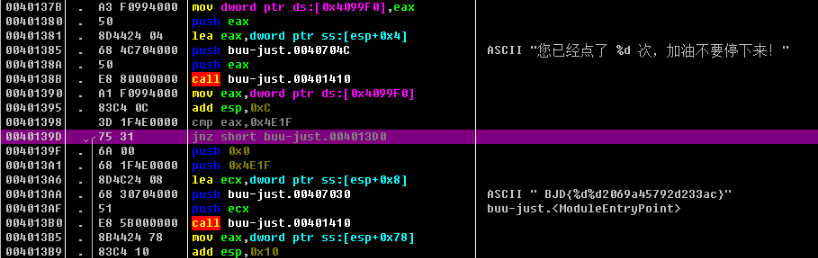 0040137B . A3 F0994000 mov dword ptr ds:[0x4099F0],eax
00401380 . 50 push eax
00401381 . 8D4424 04 lea eax,dword ptr ss:[esp+0x4]
00401385 . 68 4C704000 push buu-just.0040704C ASCII "您已经点了 %d 次，加油不要停下来！"
0040138A . 50 push eax
0040138B . E8 80000000 call buu-just.00401410
00401390 . A1 F0994000 mov eax,dword ptr ds:[0x4099F0]
00401395 . 83C4 0C add esp,0xC
00401398 . 3D 1F4E0000 cmp eax,0x4E1F
0040139D . 75 31 jnz short buu-just.004013D0
0040139F . 6A 00 push 0x0
004013A1 . 68 1F4E0000 push 0x4E1F
004013A6 . 8D4C24 08 lea ecx,dword ptr ss:[esp+0x8]
004013AA . 68 30704000 push buu-just.00407030 ASCII " BJD{%d%d2069a45792d233ac}"
004013AF . 51 push ecx buu-just.<ModuleEntryPoint>
004013B0 . E8 5B000000 call buu-just.00401410
004013B5 . 8B4424 78 mov eax,dword ptr ss:[esp+0x78]
004013B9 . 83C4 10 add esp,0x10